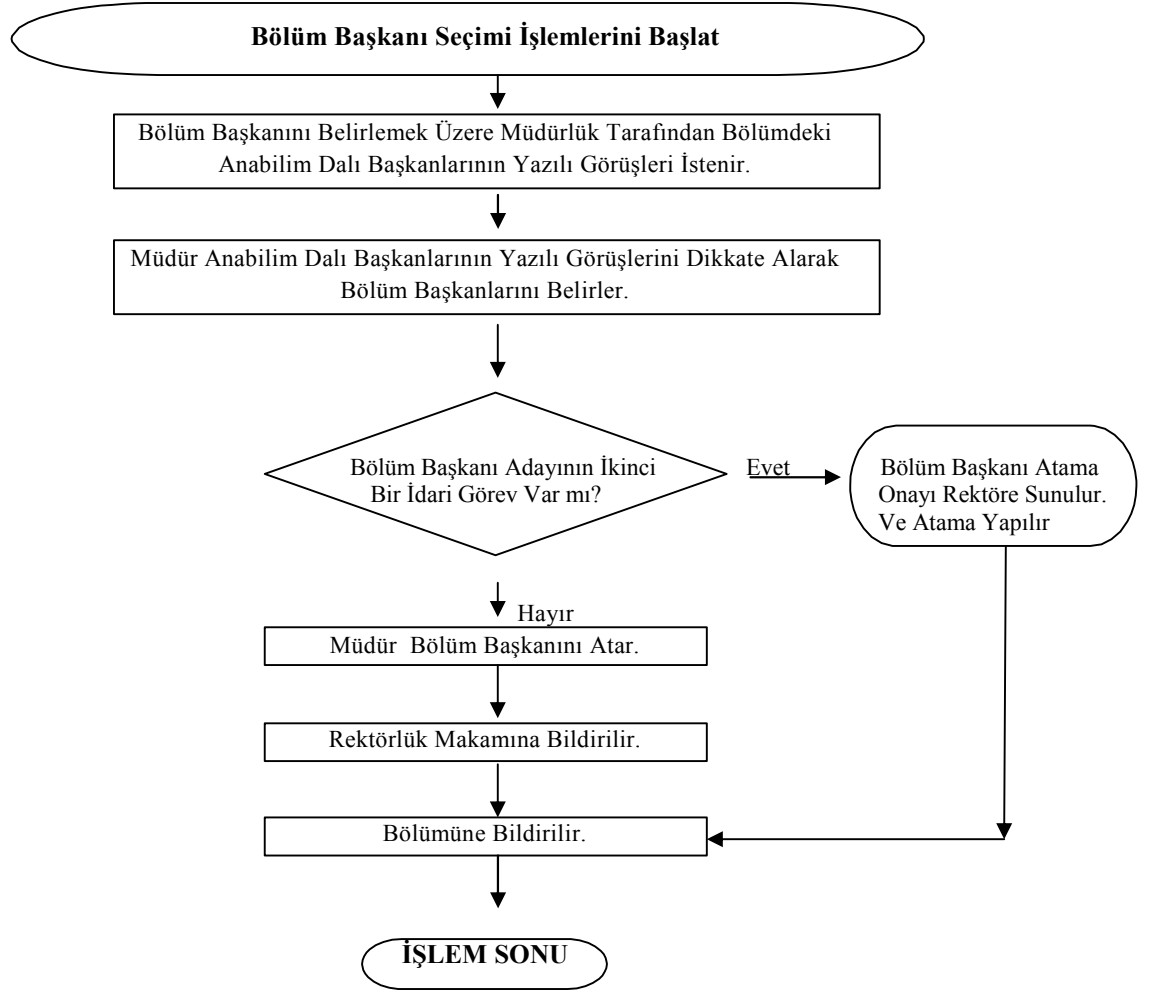 Bölüm Başkanı Seçimi İşlemlerini Başlat
Bölüm Başkanını Belirlemek Üzere Müdürlük Tarafından Bölümdeki
Anabilim Dalı Başkanlarının Yazılı Görüşleri İstenir.
Müdür Anabilim Dalı Başkanlarının Yazılı Görüşlerini Dikkate Alarak
Bölüm Başkanlarını Belirler.
Bölüm Başkanı Adayının İkinci
Bir İdari Görev Var mı?
Evet
Bölüm Başkanı Atama
Onayı Rektöre Sunulur.
Ve Atama Yapılır
Hayır
Müdür Bölüm Başkanını Atar.
Rektörlük Makamına Bildirilir.
Bölümüne Bildirilir.
İŞLEM SONU